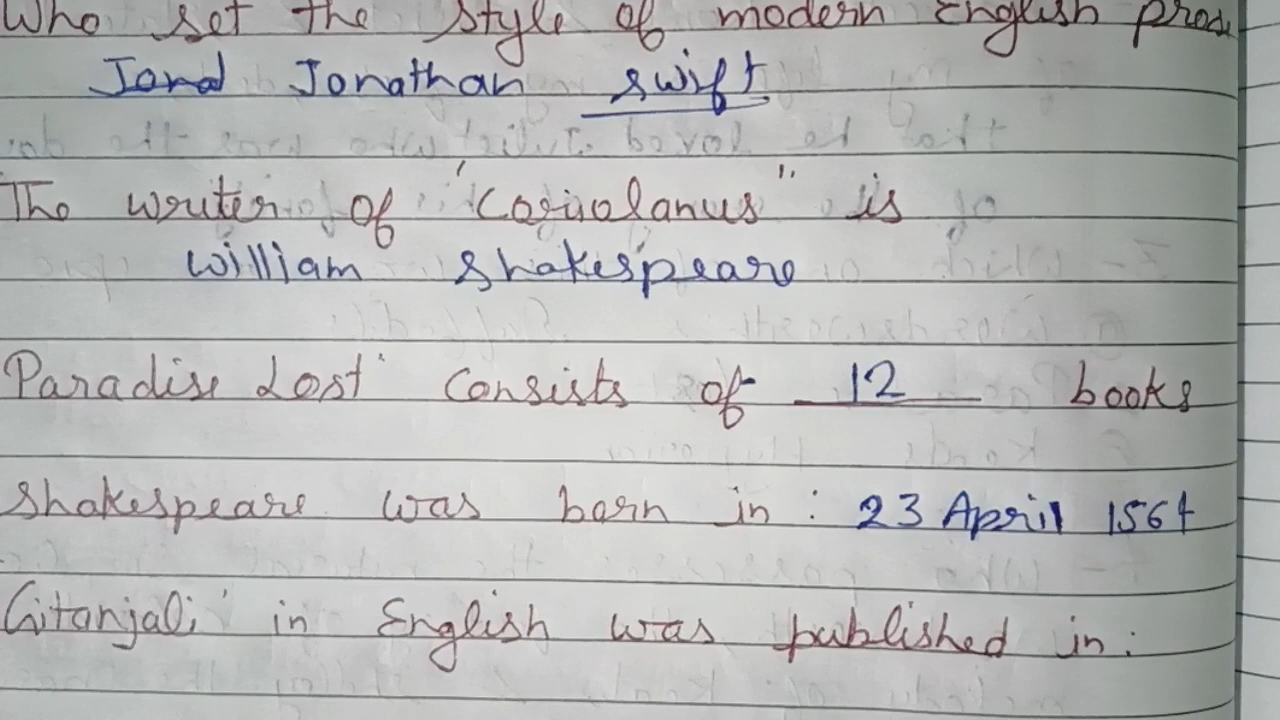 Who set the style of modern English prose
Jond Jonathan swift
The writer of "Coriolanus" is
William Shakespeare
Paradise Lost' consists of 12 books
Shakespeare was born in : 23 April 1564
Gitanjali' in English was published in :